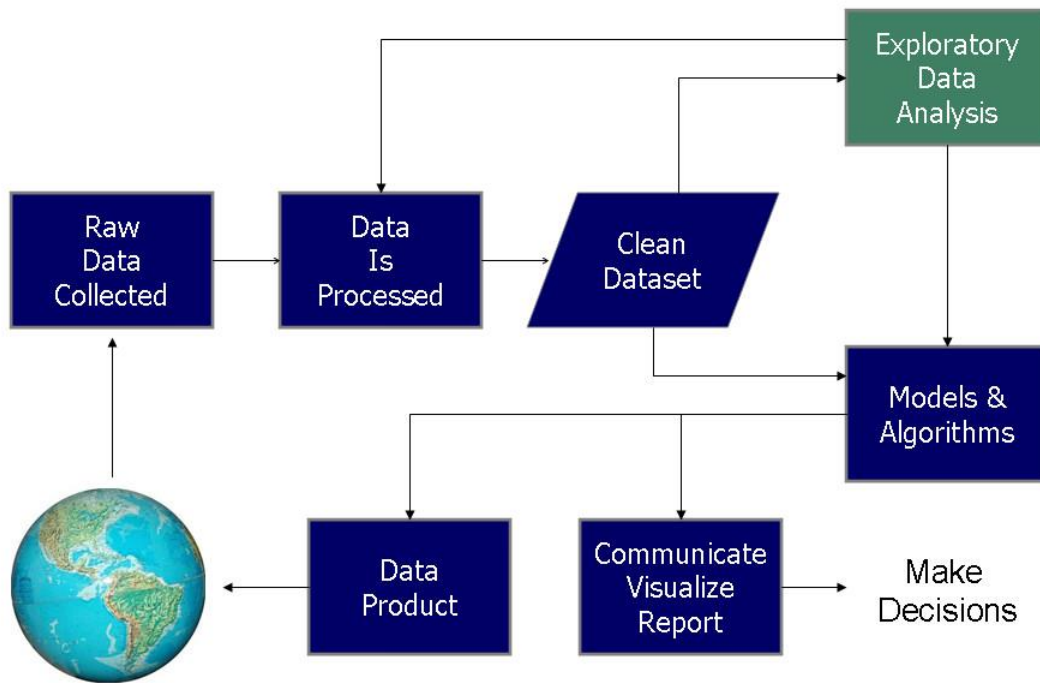 Exploratory
Data
Analysis
Raw
Data
Collected
Data
Is
Processed
Clean
Dataset
Models &
Algorithms
Data
Product
Communicate
Visualize
Report
Make
Decisions